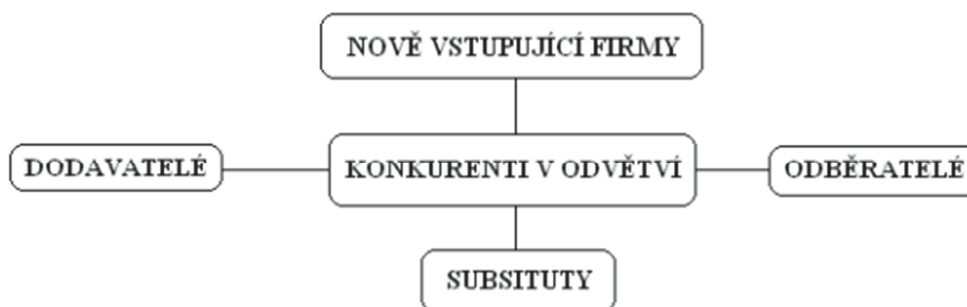 NOVĚ VSTUPUJÍCÍ FIRMY
DODAVATELÉ
KONKURENTI V ODVĚTVÍ
ODBĚRATELÉ
SUBSITUTY